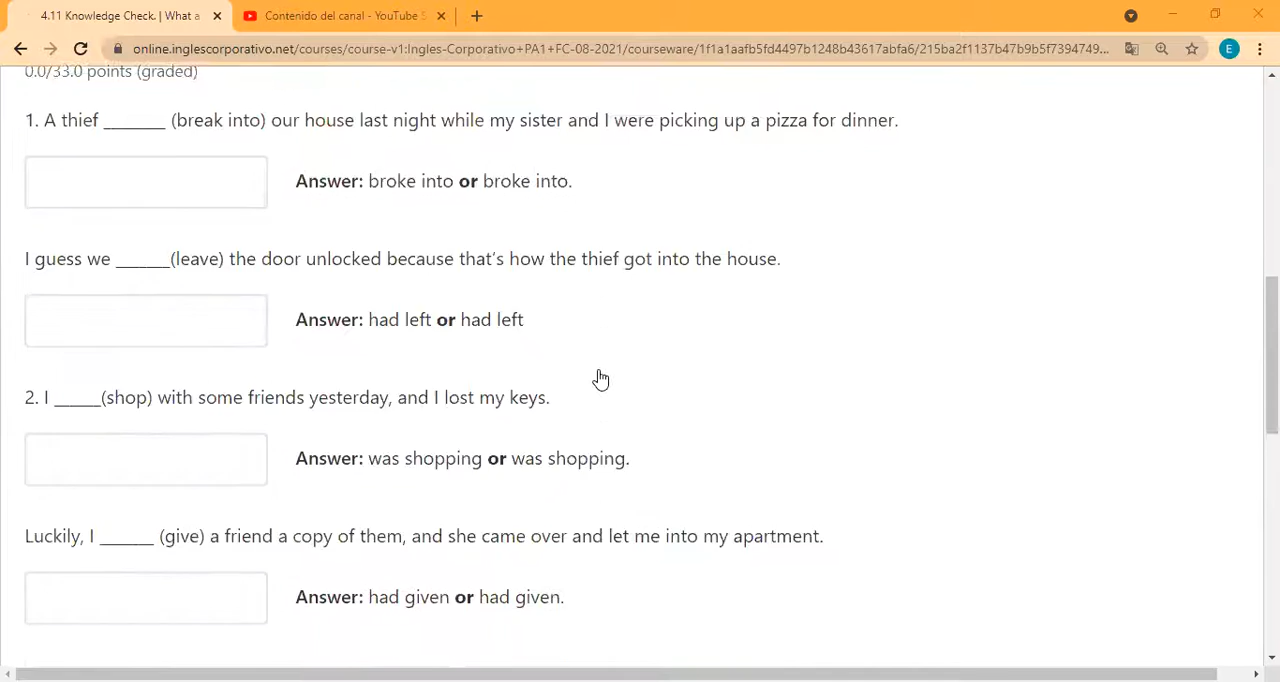 4.11 Knowledge Check. | What a
Contenido del canal - YouTube S
online.inglescorporativo.net/courses/course-v1:Ingles-Corporativo+PA1+FC-08-2021/courseware/1f1a1aafb5fd4497b1248b43617abfa6/215ba2f1137b47b9b5f7394749...
E
0.0/33.0 points (graded)
1. A thief _______ (break into) our house last night while my sister and I were picking up a pizza for dinner.
Answer: broke into or broke into.
I guess we ______(leave) the door unlocked because that's how the thief got into the house.
Answer: had left or had left
2. I _____(shop) with some friends yesterday, and I lost my keys.
Answer: was shopping or was shopping.
Luckily, I ______ (give) a friend a copy of them, and she came over and let me into my apartment.
Answer: had given or had given.